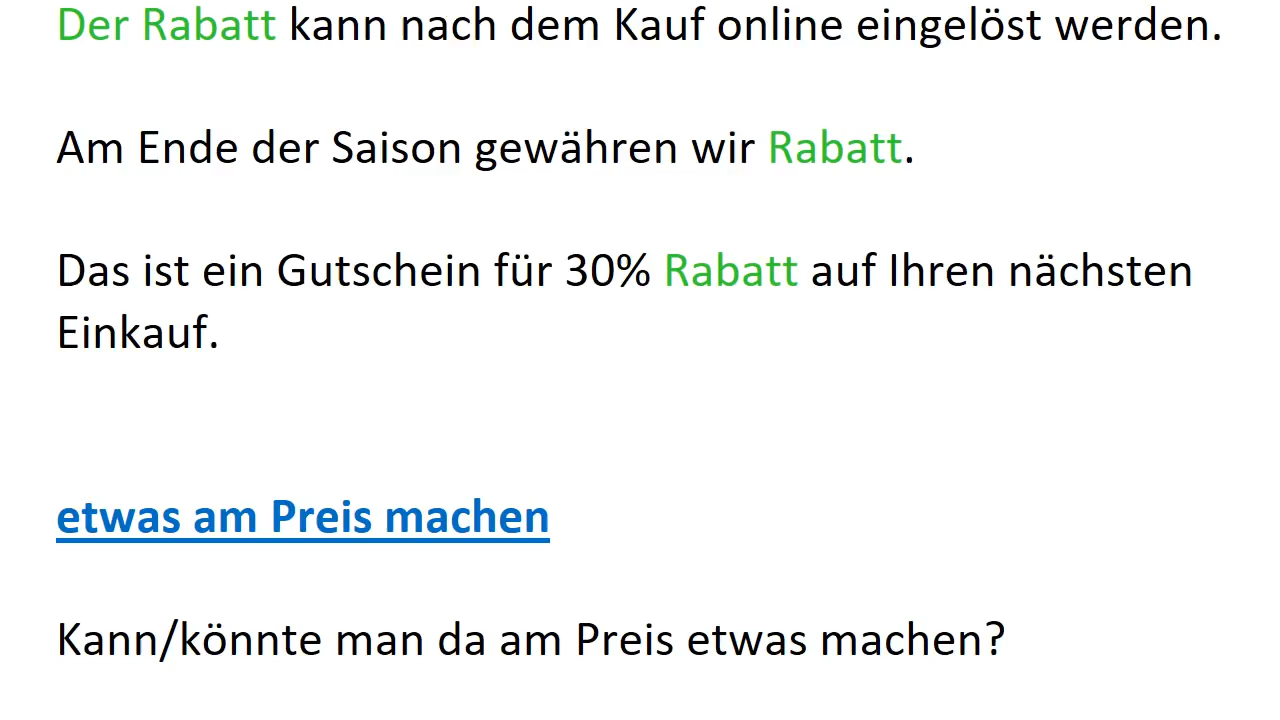 Der Rabatt kann nach dem Kauf online eingelöst werden.
Am Ende der Saison gewähren wir Rabatt.
Das ist ein Gutschein für 30% Rabatt auf Ihren nächsten
Einkauf.
etwas am Preis machen
Kann/könnte man da am Preis etwas machen?